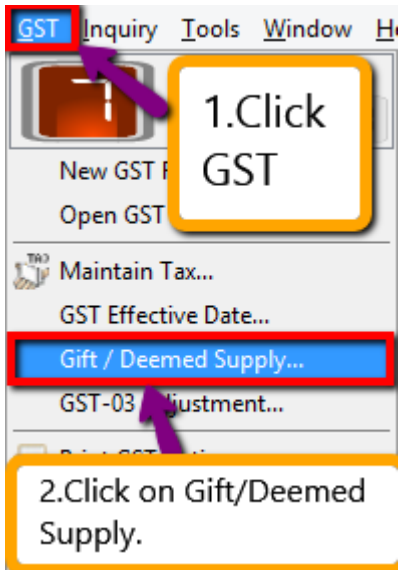 GST Inquiry Tools Window
1.Click
GST
New GST
Open GST
Maintain Tax...
GST Effective Date...
Gift / Deemed Supply...
GST-03
2.Click on Gift/Deemed
Supply.